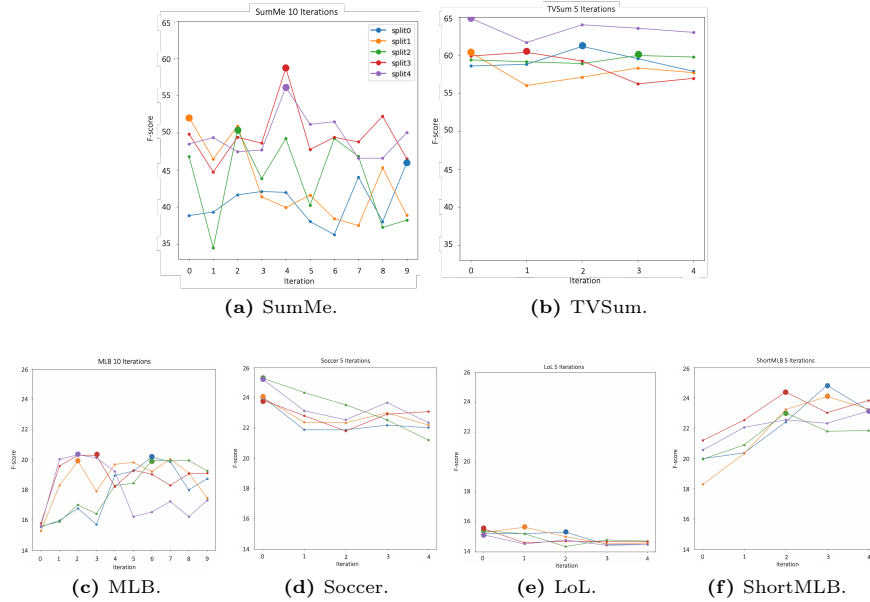 SumMe 10 Iterations
65
60
55
50
45
40
35
F-score
0 1 2 3 4 5 6 7 8 9
Iteration
split0
split1
split2
split3
split4
(a) SumMe.
TVSum 5 Iterations
65
60
55
50
45
40
35
F-score
0 1 2 3 4
Iteration
(b) TVSum.
MLB 10 Iterations
26
24
22
20
18
16
14
F-score
0 1 2 3 4 5 6 7 8 9
Iteration
(c) MLB.
Soccer 5 Iterations
26
24
22
20
18
16
14
F-score
0 1 2 3 4
Iteration
(d) Soccer.
LoL 5 Iterations
26
24
22
20
18
16
14
F-score
0 1 2 3 4
Iteration
(e) LoL.
ShortMLB 5 Iterations
26
24
22
20
18
16
14
F-score
0 1 2 3 4
Iteration
(f) ShortMLB.